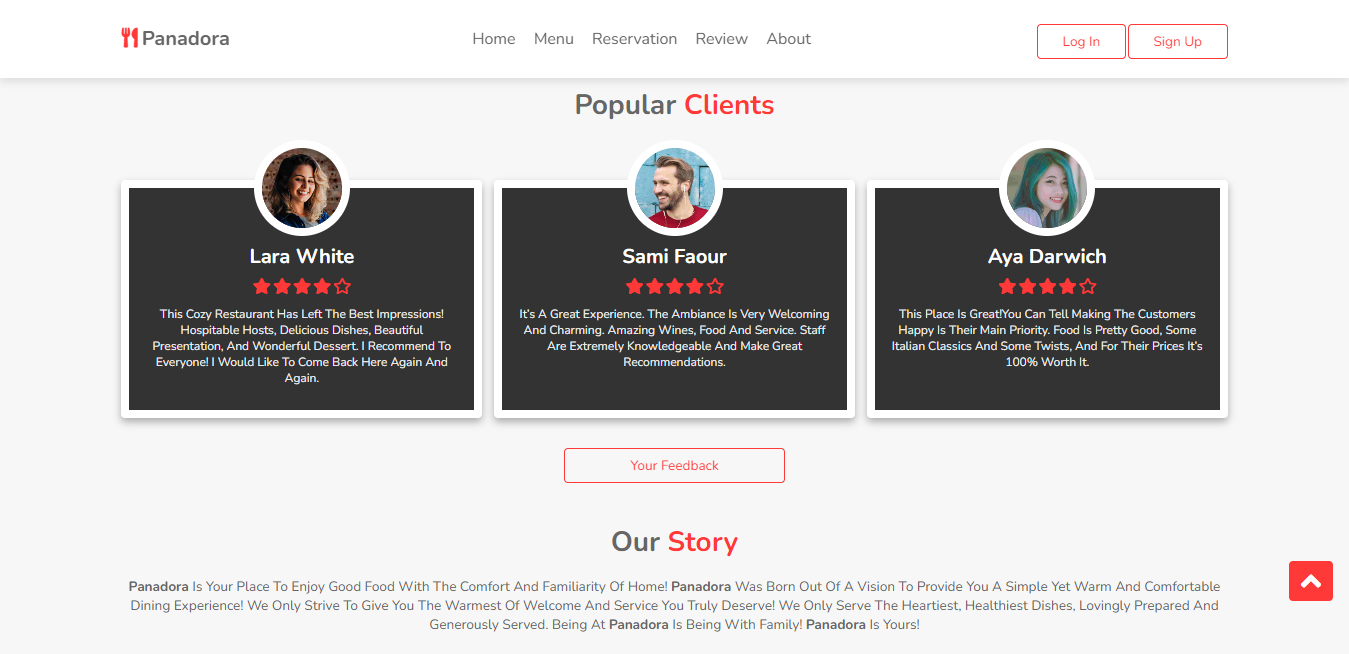 Panadora
Home Menu Reservation Review About
Log In Sign Up
Popular Clients
Lara White
This Cozy Restaurant Has Left The Best Impressions!
Hospitable Hosts, Delicious Dishes, Beautiful
Presentation, And Wonderful Dessert. I Recommend To
Everyone! I Would Like To Come Back Here Again And
Again.
Sami Faour
It's A Great Experience. The Ambiance Is Very Welcoming
And Charming. Amazing Wines, Food And Service. Staff
Are Extremely Knowledgeable And Make Great
Recommendations.
Aya Darwich
This Place Is Great!You Can Tell Making The Customers
Happy Is Their Main Priority. Food Is Pretty Good, Some
Italian Classics And Some Twists, And For Their Prices It's
100% Worth It.
Your Feedback
Our Story
Panadora Is Your Place To Enjoy Good Food With The Comfort And Familiarity Of Home! Panadora Was Born Out Of A Vision To Provide You A Simple Yet Warm And Comfortable
Dining Experience! We Only Strive To Give You The Warmest Of Welcome And Service You Truly Deserve! We Only Serve The Heartiest, Healthiest Dishes, Lovingly Prepared And
Generously Served. Being At Panadora Is Being With Family! Panadora Is Yours!